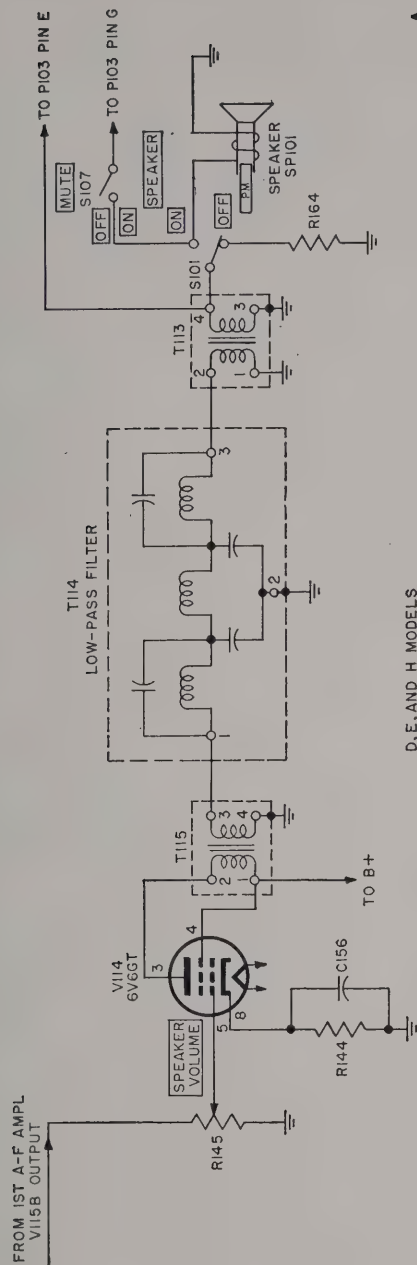 FROM 1ST A-F AMPL
V115B OUTPUT
R145
SPEAKER
VOLUME
V114
6V6GT
3
4
5
8
R144
C156
T115
2
3
1
4
TO B+
T114
LOW-PASS FILTER
1
3
2
T113
2
4
1
3
S101
OFF
R164
ON
SPEAKER
PM
SPEAKER
SP101
MUTE
S107
OFF
ON
TO P103 PIN E
TO P103 PIN G
D, E, AND H MODELS